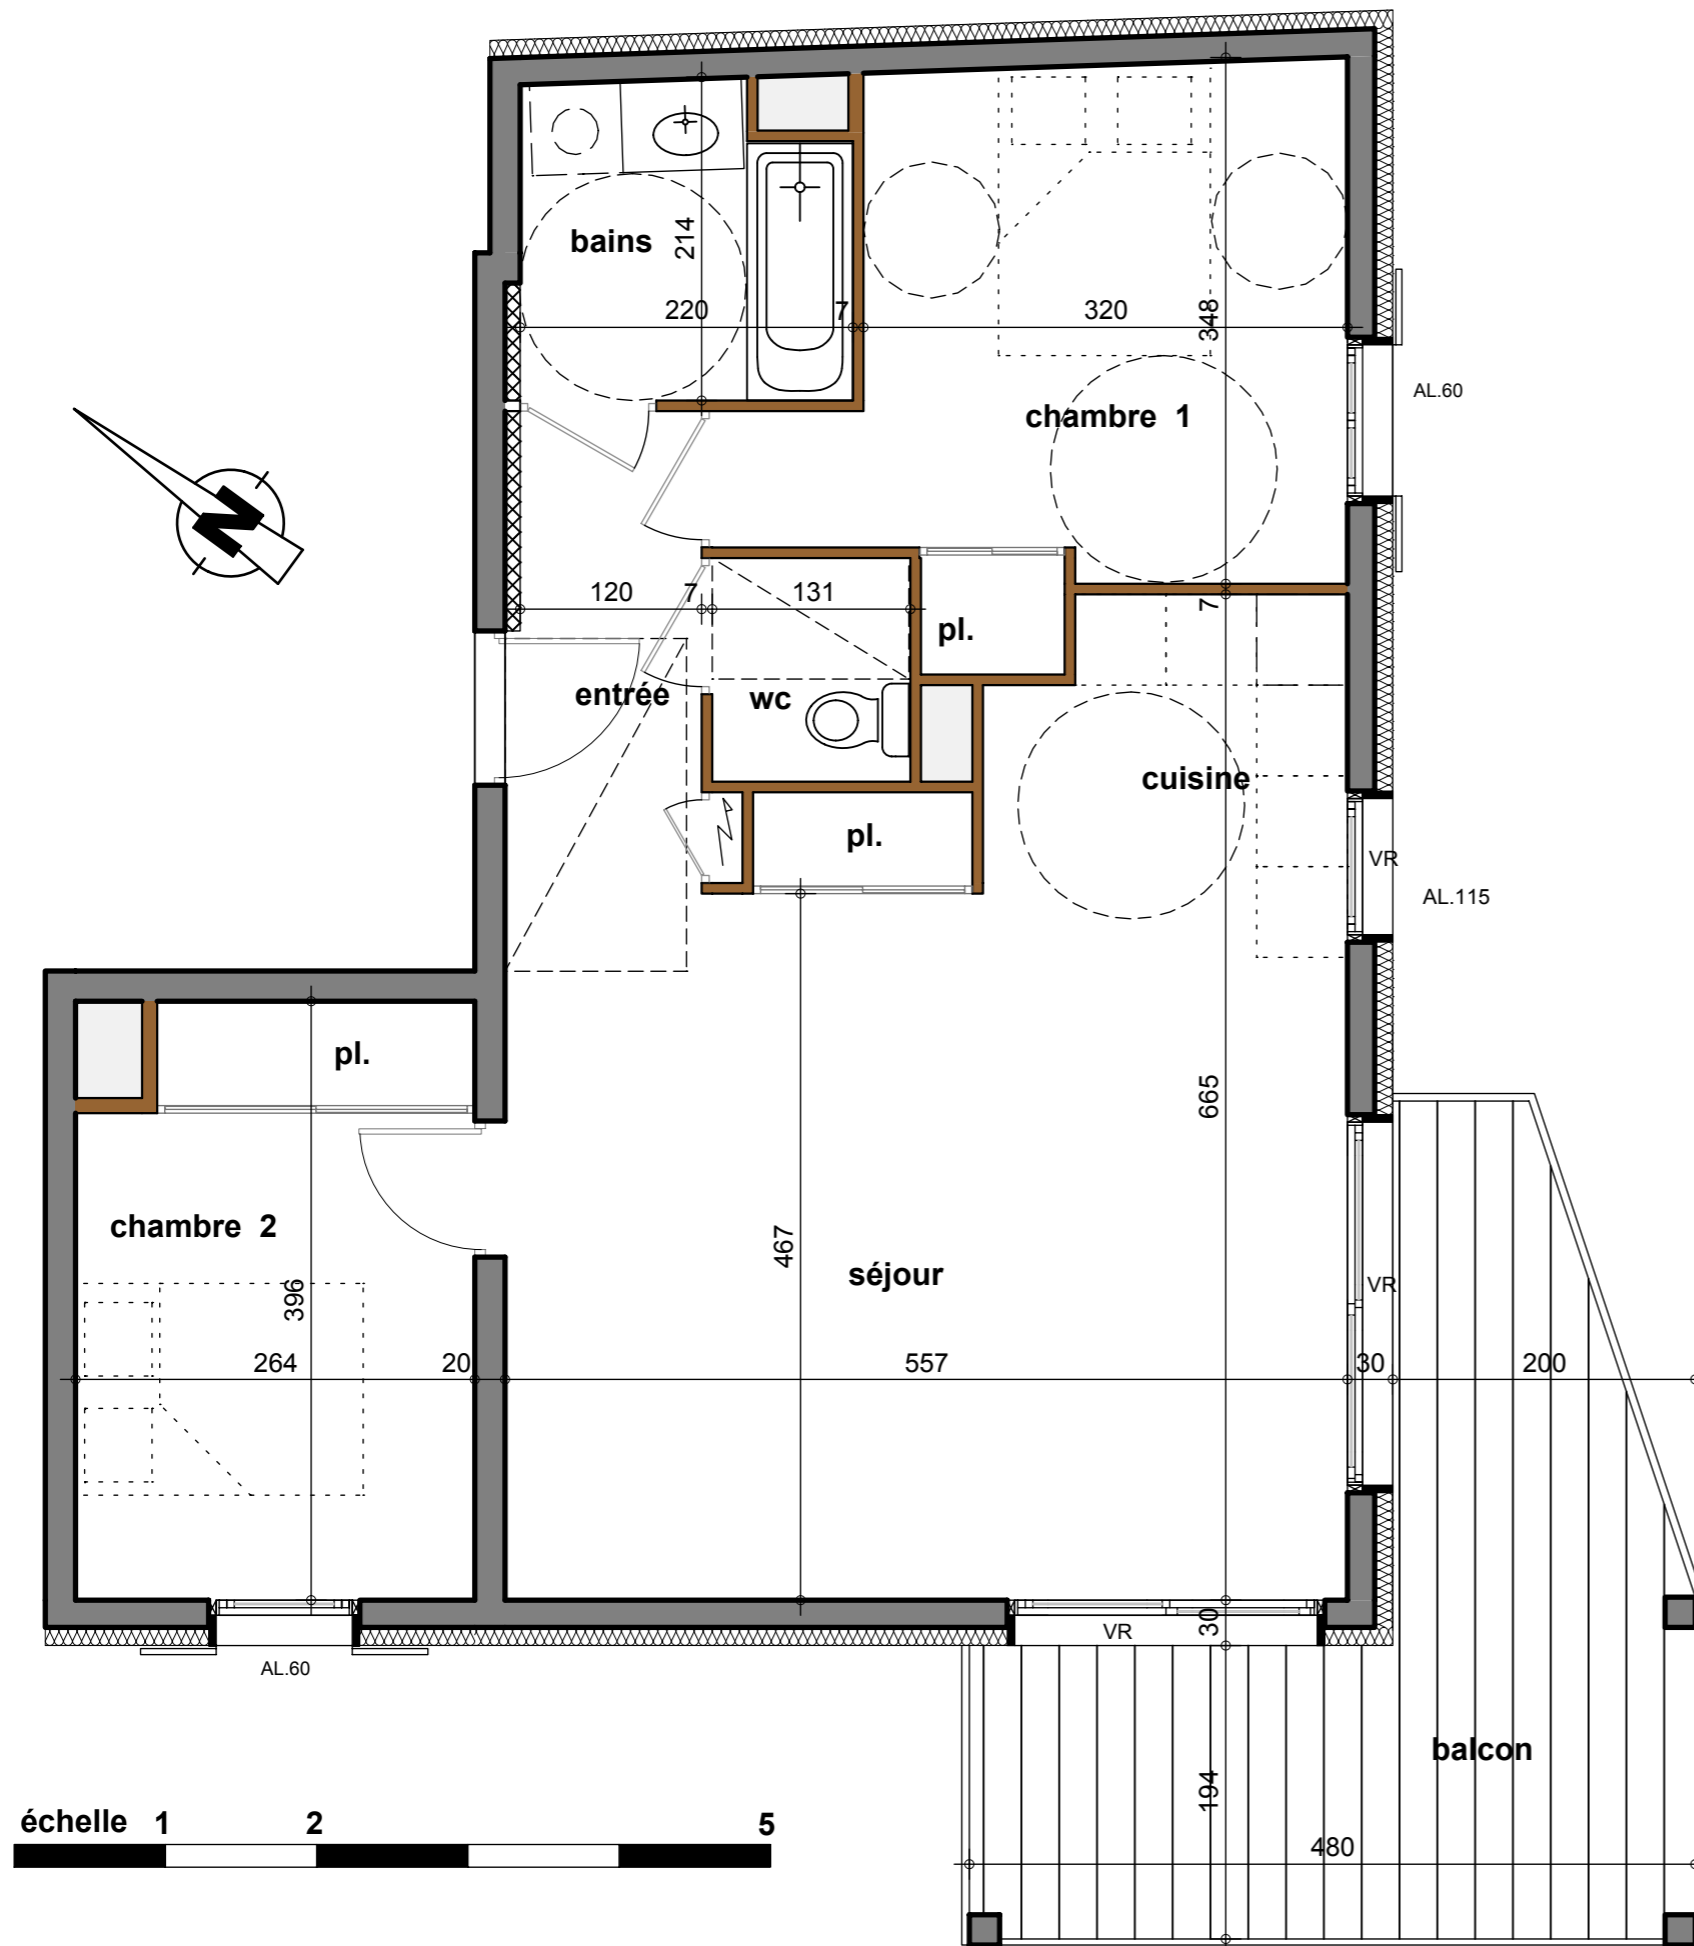 bains
214
220
7
320
348
chambre 1
AL.60
N
120
7
131
7
pl.
entrée
wc
cuisine
pl.
VR
AL.115
pl.
665
chambre 2
467
séjour
396
VR
264
20
557
30
200
30
VR
AL.60
balcon
194
échelle 1 2 5
480